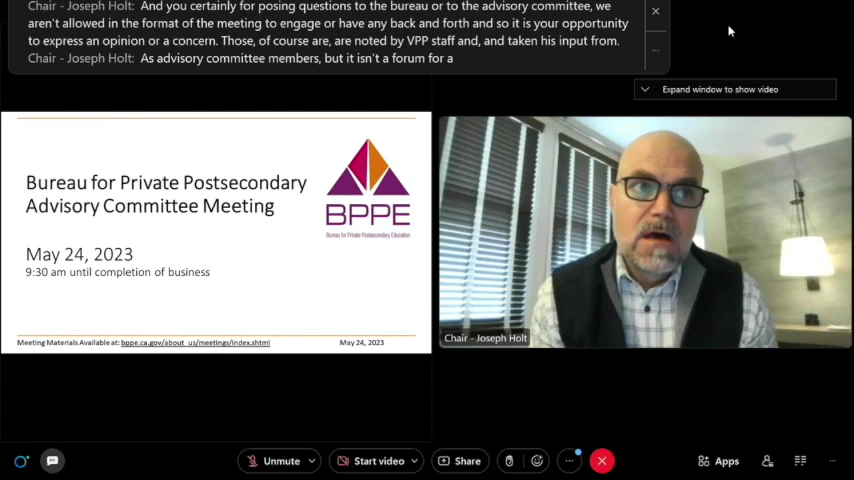 Chair - Joseph Holt: And you certainly for posing questions to the bureau or to the advisory committee, we
aren't allowed in the format of the meeting to engage or have any back and forth and so it is your opportunity
to express an opinion or a concern. Those, of course are, are noted by VPP staff and, and taken his input from.
Chair - Joseph Holt: As advisory committee members, but it isn't a forum for a
Expand window to show video
Bureau for Private Postsecondary
Advisory Committee Meeting
BPPE
Bureau for Private Postsecondary Education
May 24, 2023
9:30 am until completion of business
Meeting Materials Available at: bppe.ca.gov/about_us/meetings/index.shtml
May 24, 2023
Chair - Joseph Holt
Unmute
Start video
Share
Apps